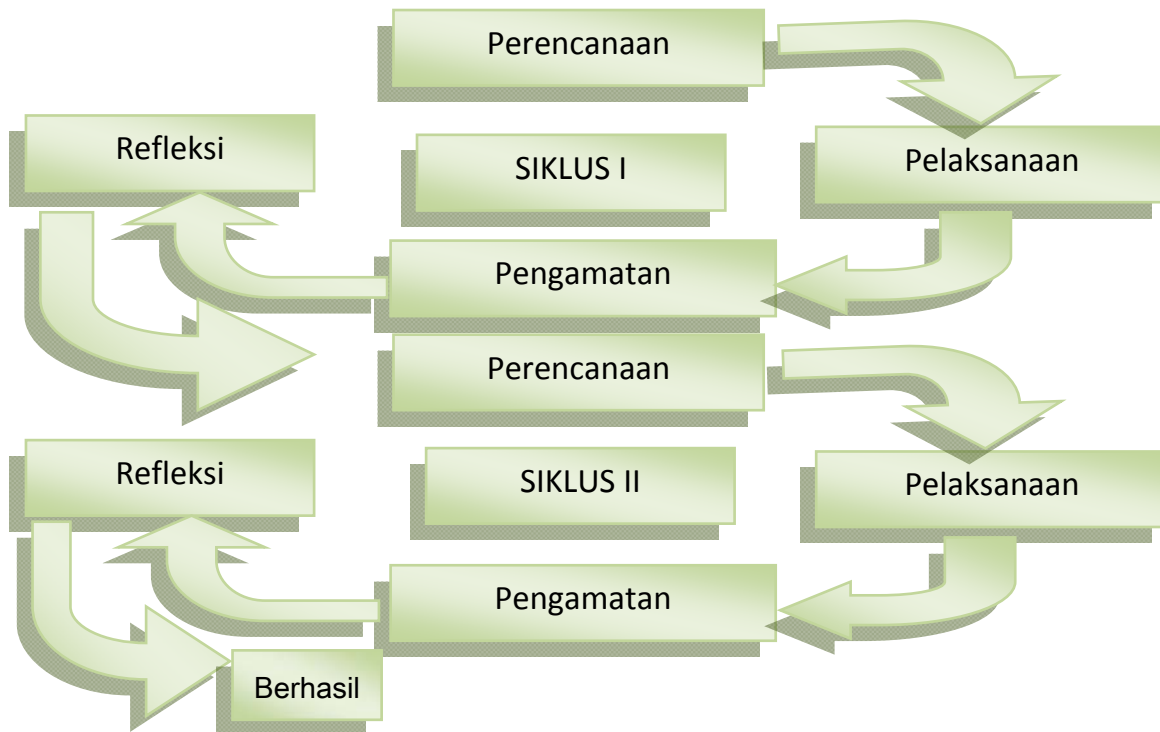 Perencanaan
Refleksi
SIKLUS I
Pelaksanaan
Pengamatan
Perencanaan
Refleksi
SIKLUS II
Pelaksanaan
Pengamatan
Berhasil